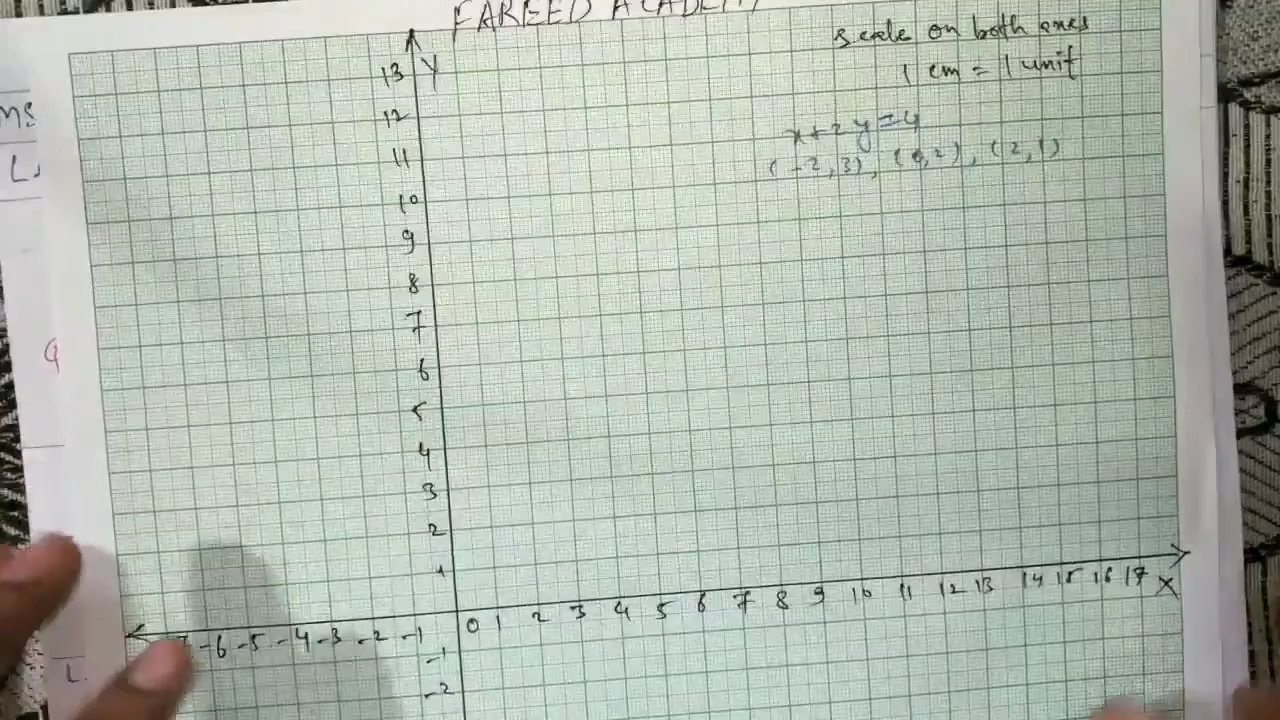 FAREED ACADEMY
scale on both axes
1 cm = 1 unit
x+2y=4
(-2,3), (0,2), (2,1)
Y
13
12
11
10
9
8
7
6
5
4
3
2
1
-6 -5 -4 -3 -2 -1 0 1 2 3 4 5 6 7 8 9 10 11 12 13 14 15 16 17 X
-1
-2